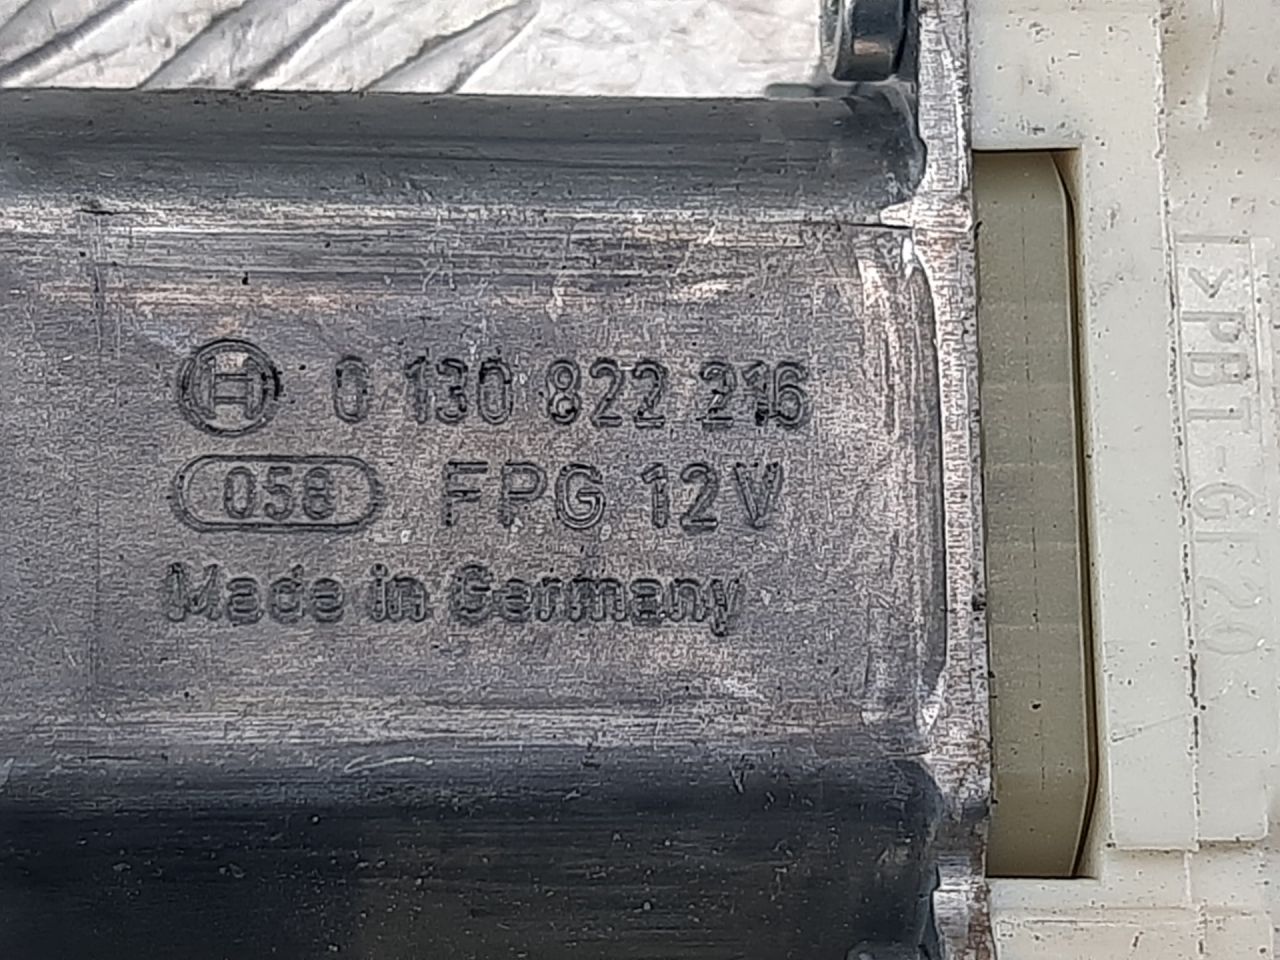 0 130 822 216
058 FPG 12V
Made in Germany
>PBT-GF20<